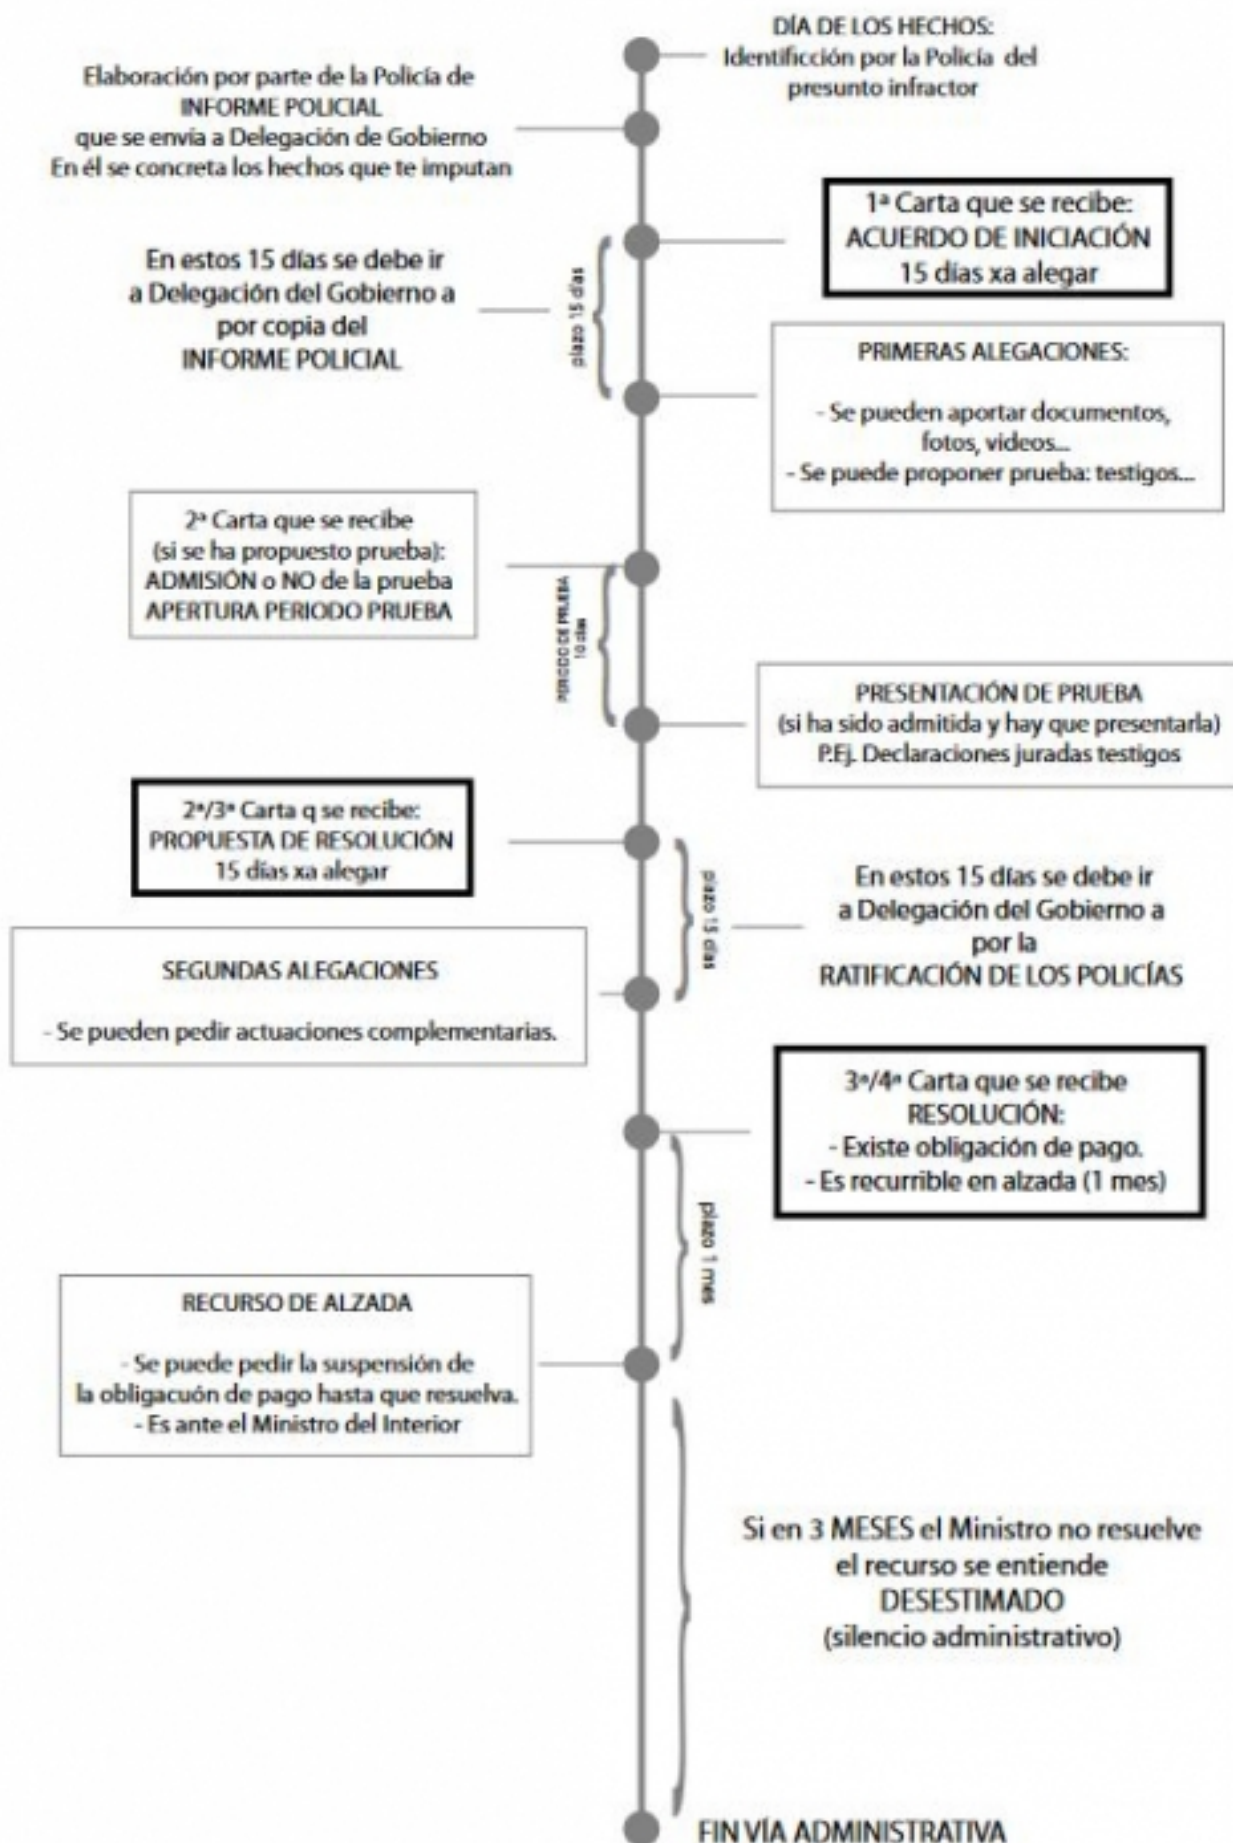 DÍA DE LOS HECHOS:
Identificción por la Policía del
presunto infractor
Elaboración por parte de la Policía de
INFORME POLICIAL
que se envía a Delegación de Gobierno
En él se concreta los hechos que te imputan
1ª Carta que se recibe:
ACUERDO DE INICIACIÓN
15 días xa alegar
En estos 15 días se debe ir
a Delegación del Gobierno a
por copia del
INFORME POLICIAL
plazo 15 días
PRIMERAS ALEGACIONES:
- Se pueden aportar documentos,
fotos, videos...
- Se puede proponer prueba: testigos...
2ª Carta que se recibe
(si se ha propuesto prueba):
ADMISIÓN o NO de la prueba
APERTURA PERIODO PRUEBA
PERIODO DE PRUEBA
10 días
PRESENTACIÓN DE PRUEBA
(si ha sido admitida y hay que presentarla)
P.Ej. Declaraciones juradas testigos
2ª/3ª Carta q se recibe:
PROPUESTA DE RESOLUCIÓN
15 días xa alegar
plazo 15 días
En estos 15 días se debe ir
a Delegación del Gobierno a
por la
RATIFICACIÓN DE LOS POLICÍAS
SEGUNDAS ALEGACIONES
- Se pueden pedir actuaciones complementarias.
3ª/4ª Carta que se recibe
RESOLUCIÓN:
- Existe obligación de pago.
- Es recurrible en alzada (1 mes)
plazo 1 mes
RECURSO DE ALZADA
- Se puede pedir la suspensión de
la obligacuón de pago hasta que resuelva.
- Es ante el Ministro del Interior
Si en 3 MESES el Ministro no resuelve
el recurso se entiende
DESESTIMADO
(silencio administrativo)
FIN VÍA ADMINISTRATIVA